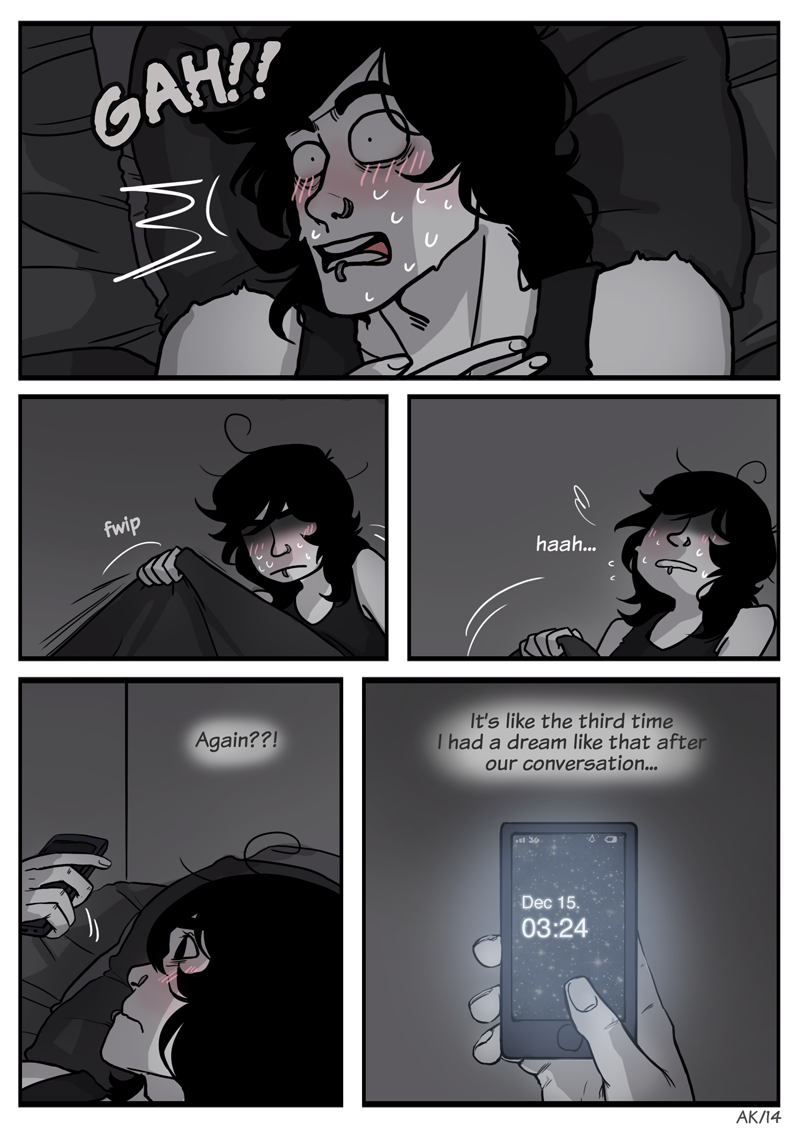 GAH!!
fwip
haah...
Again??!
It's like the third time
I had a dream like that after
our conversation...
3G
Dec 15.
03:24
AK/14